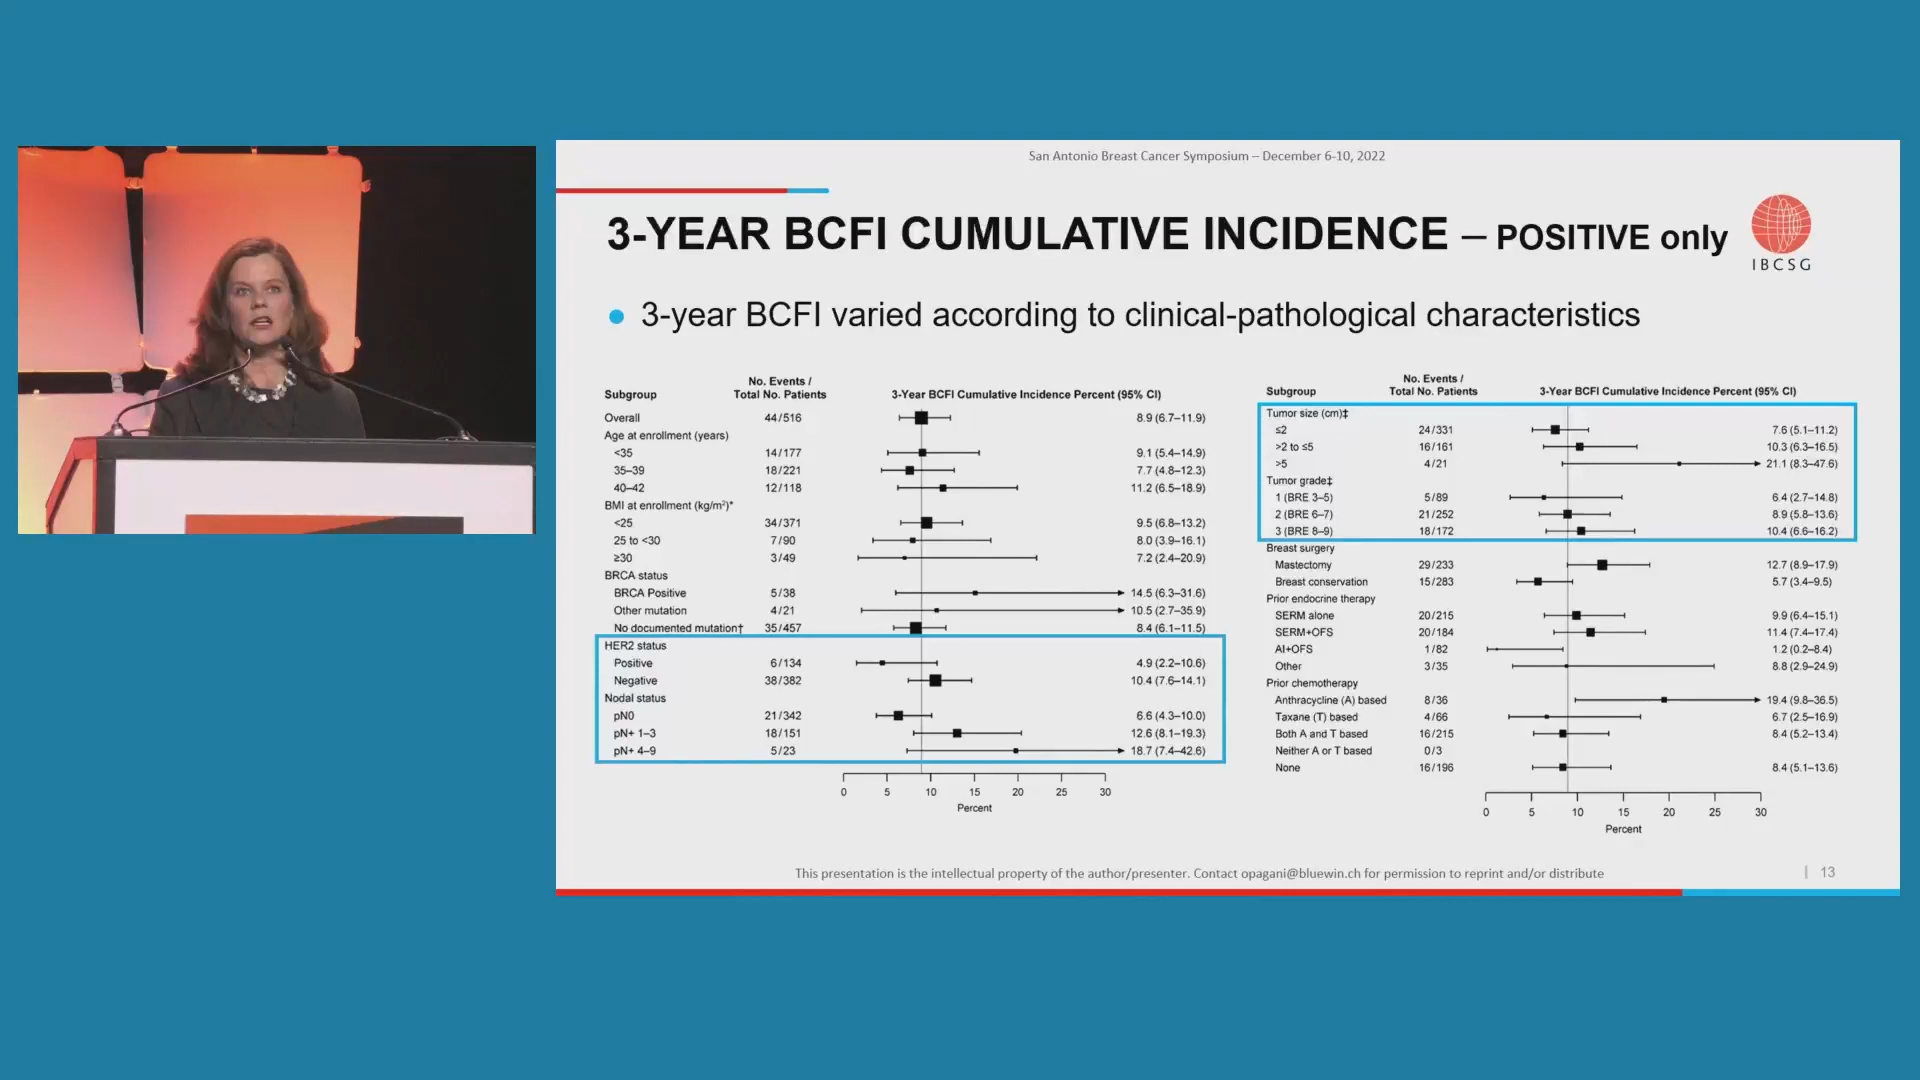 San Antonio Breast Cancer Symposium – December 6-10, 2022
3-YEAR BCFI CUMULATIVE INCIDENCE – POSITIVE only
IBCSG
● 3-year BCFI varied according to clinical-pathological characteristics
No. Events /
Subgroup Total No. Patients 3-Year BCFI Cumulative Incidence Percent (95% CI)
Overall 44/516 8.9 (6.7–11.9)
Age at enrollment (years)
<35 14/177 9.1 (5.4–14.9)
35–39 18/221 7.7 (4.8–12.3)
40–42 12/118 11.2 (6.5–18.9)
BMI at enrollment (kg/m²)*
<25 34/371 9.5 (6.8–13.2)
25 to <30 7/90 8.0 (3.9–16.1)
≥30 3/49 7.2 (2.4–20.9)
BRCA status
BRCA Positive 5/38 14.5 (6.3–31.6)
Other mutation 4/21 10.5 (2.7–35.9)
No documented mutation† 35/457 8.4 (6.1–11.5)
HER2 status
Positive 6/134 4.9 (2.2–10.6)
Negative 38/382 10.4 (7.6–14.1)
Nodal status
pN0 21/342 6.6 (4.3–10.0)
pN+ 1–3 18/151 12.6 (8.1–19.3)
pN+ 4–9 5/23 18.7 (7.4–42.6)
0 5 10 15 20 25 30
Percent
No. Events /
Subgroup Total No. Patients 3-Year BCFI Cumulative Incidence Percent (95% CI)
Tumor size (cm)‡
≤2 24/331 7.6 (5.1–11.2)
>2 to ≤5 16/161 10.3 (6.3–16.5)
>5 4/21 21.1 (8.3–47.6)
Tumor grade‡
1 (BRE 3–5) 5/89 6.4 (2.7–14.8)
2 (BRE 6–7) 21/252 8.9 (5.8–13.6)
3 (BRE 8–9) 18/172 10.4 (6.6–16.2)
Breast surgery
Mastectomy 29/233 12.7 (8.9–17.9)
Breast conservation 15/283 5.7 (3.4–9.5)
Prior endocrine therapy
SERM alone 20/215 9.9 (6.4–15.1)
SERM+OFS 20/184 11.4 (7.4–17.4)
AI+OFS 1/82 1.2 (0.2–8.4)
Other 3/35 8.8 (2.9–24.9)
Prior chemotherapy
Anthracycline (A) based 8/36 19.4 (9.8–36.5)
Taxane (T) based 4/66 6.7 (2.5–16.9)
Both A and T based 16/215 8.4 (5.2–13.4)
Neither A or T based 0/3
None 16/196 8.4 (5.1–13.6)
0 5 10 15 20 25 30
Percent
This presentation is the intellectual property of the author/presenter. Contact opagani@bluewin.ch for permission to reprint and/or distribute
| 13